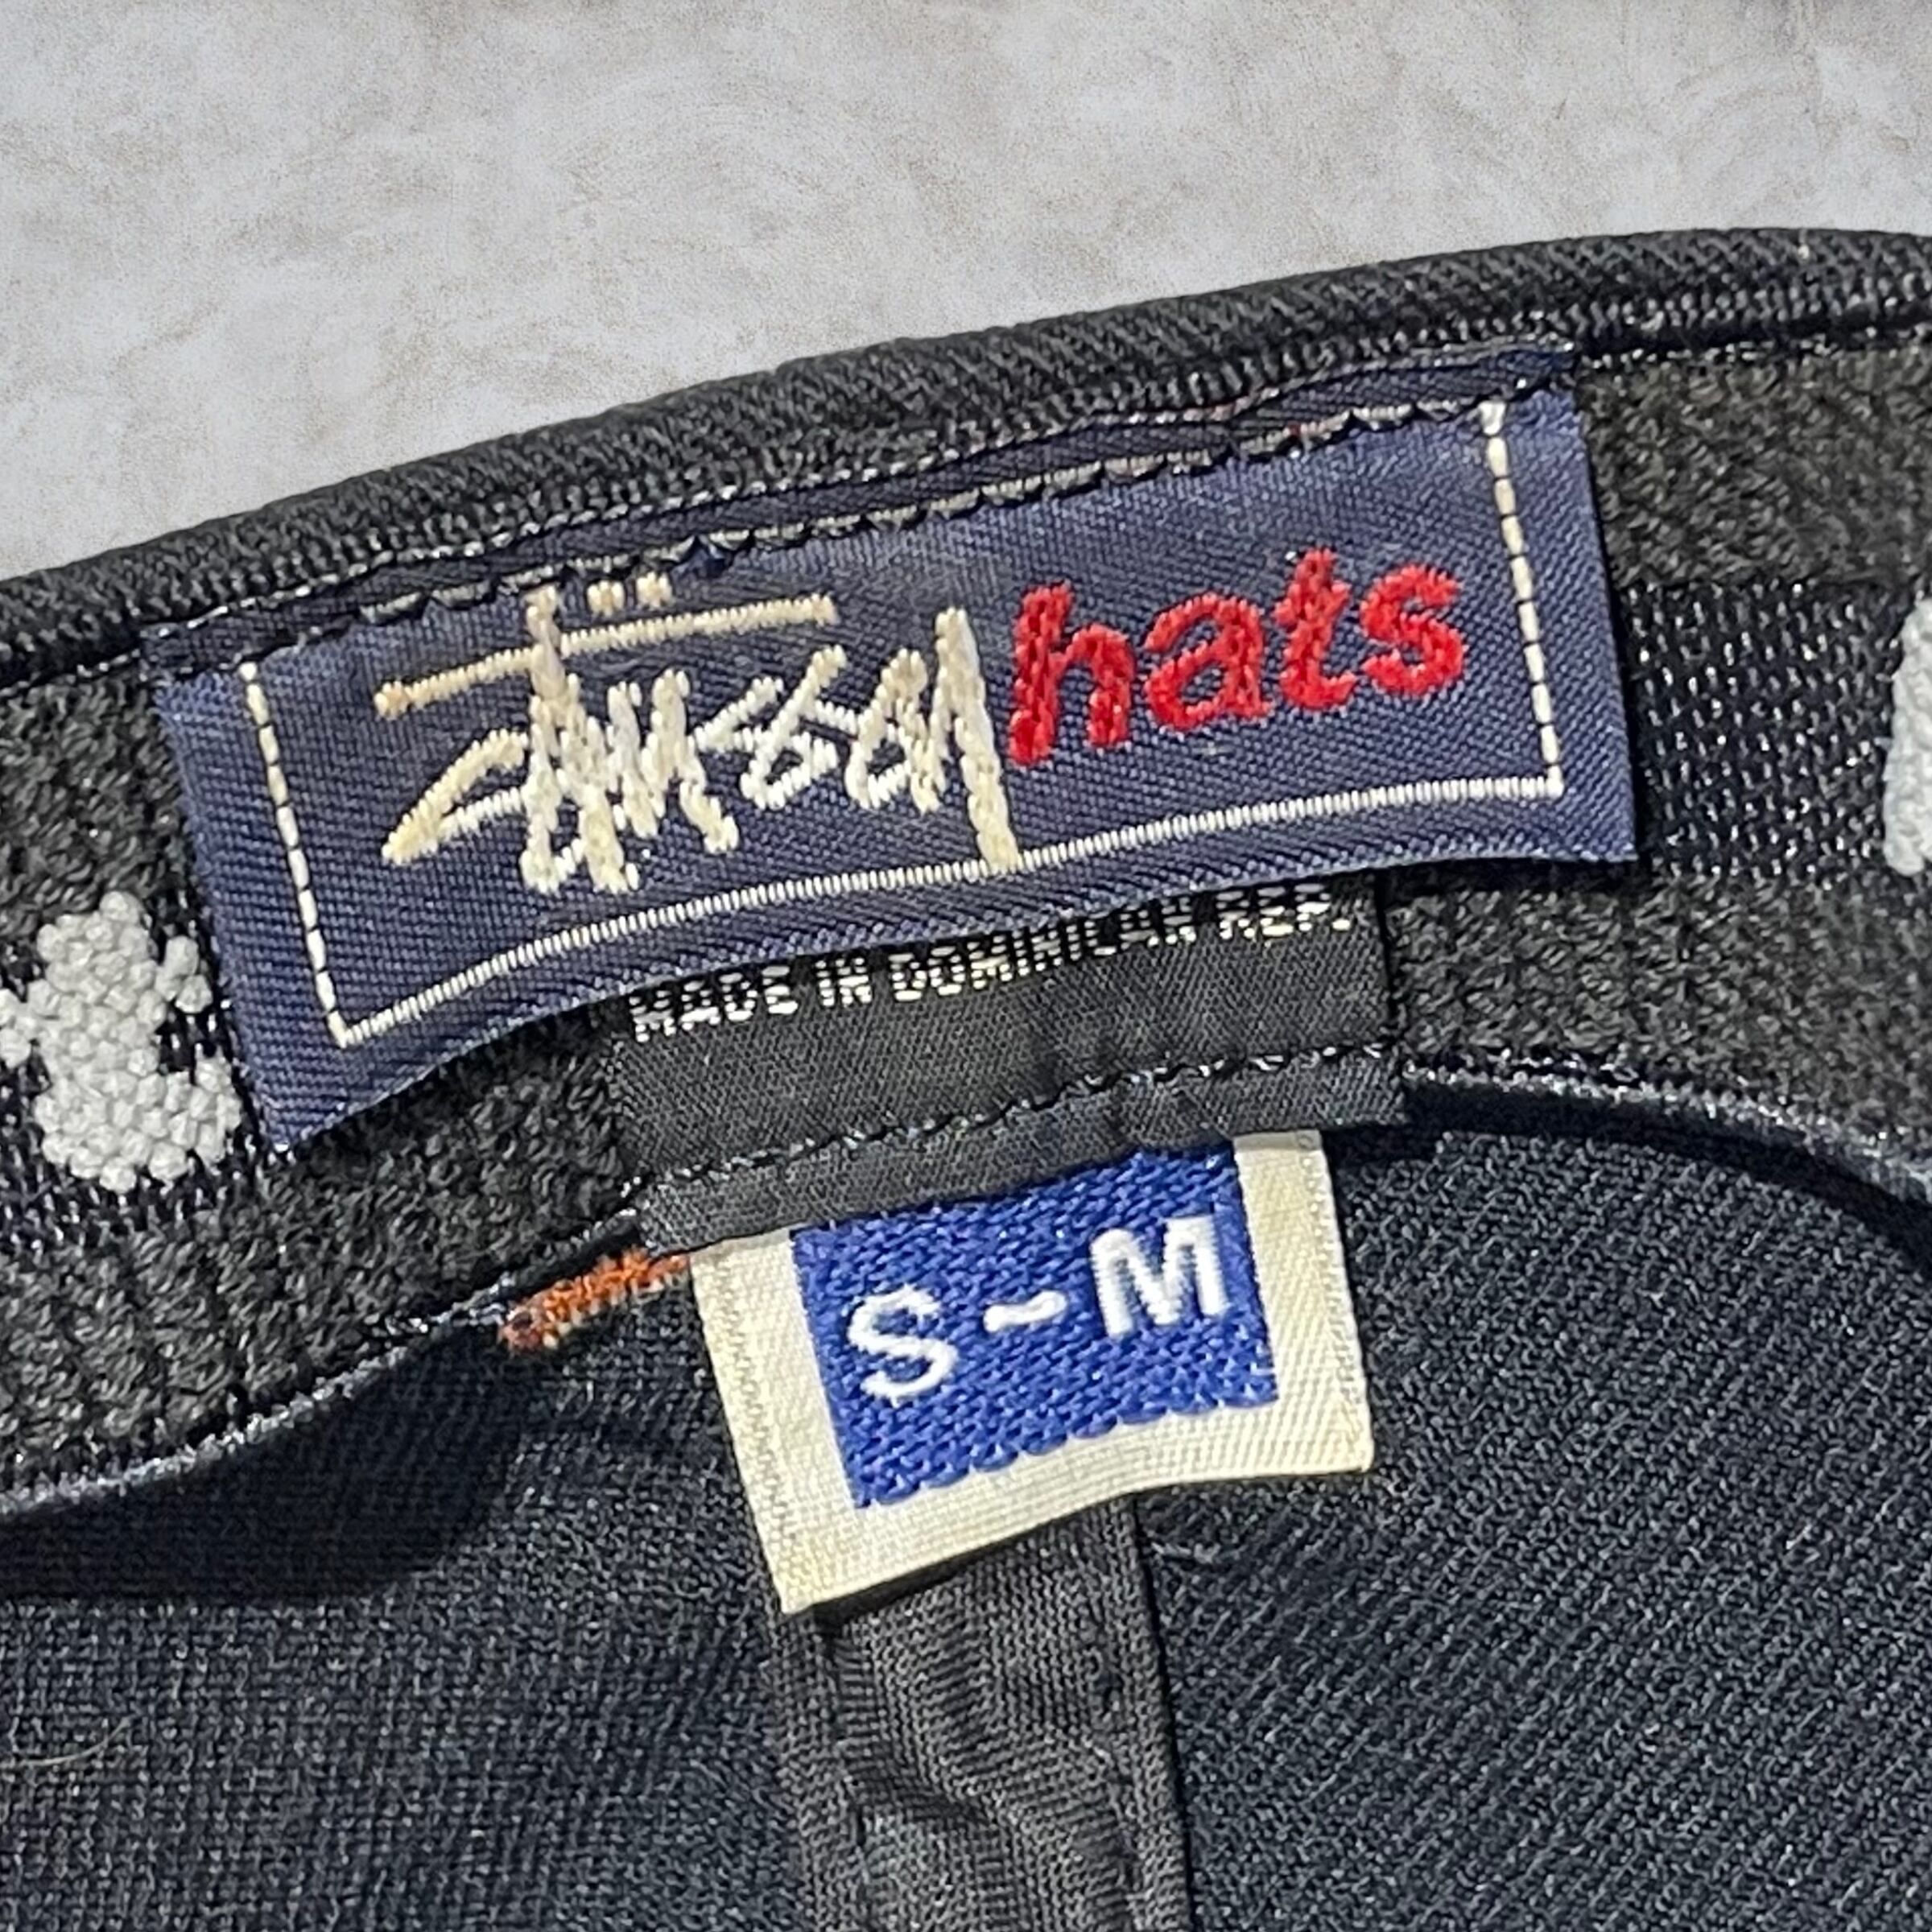 Stüssy hats
MADE IN DOMINICAN REP.
S-M